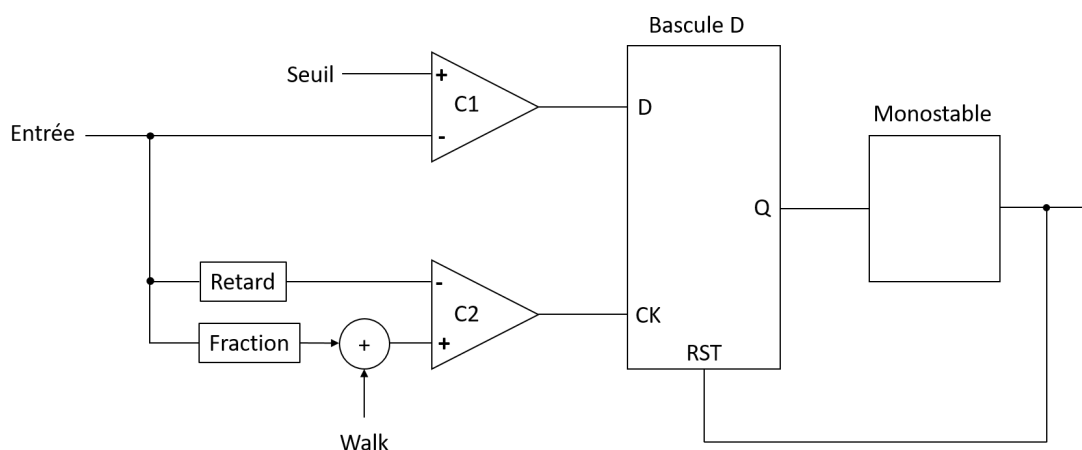 Bascule D
Seuil
+
C1
-
D
Monostable
Entrée
Q
Retard
-
C2
CK
Fraction
+
+
RST
Walk